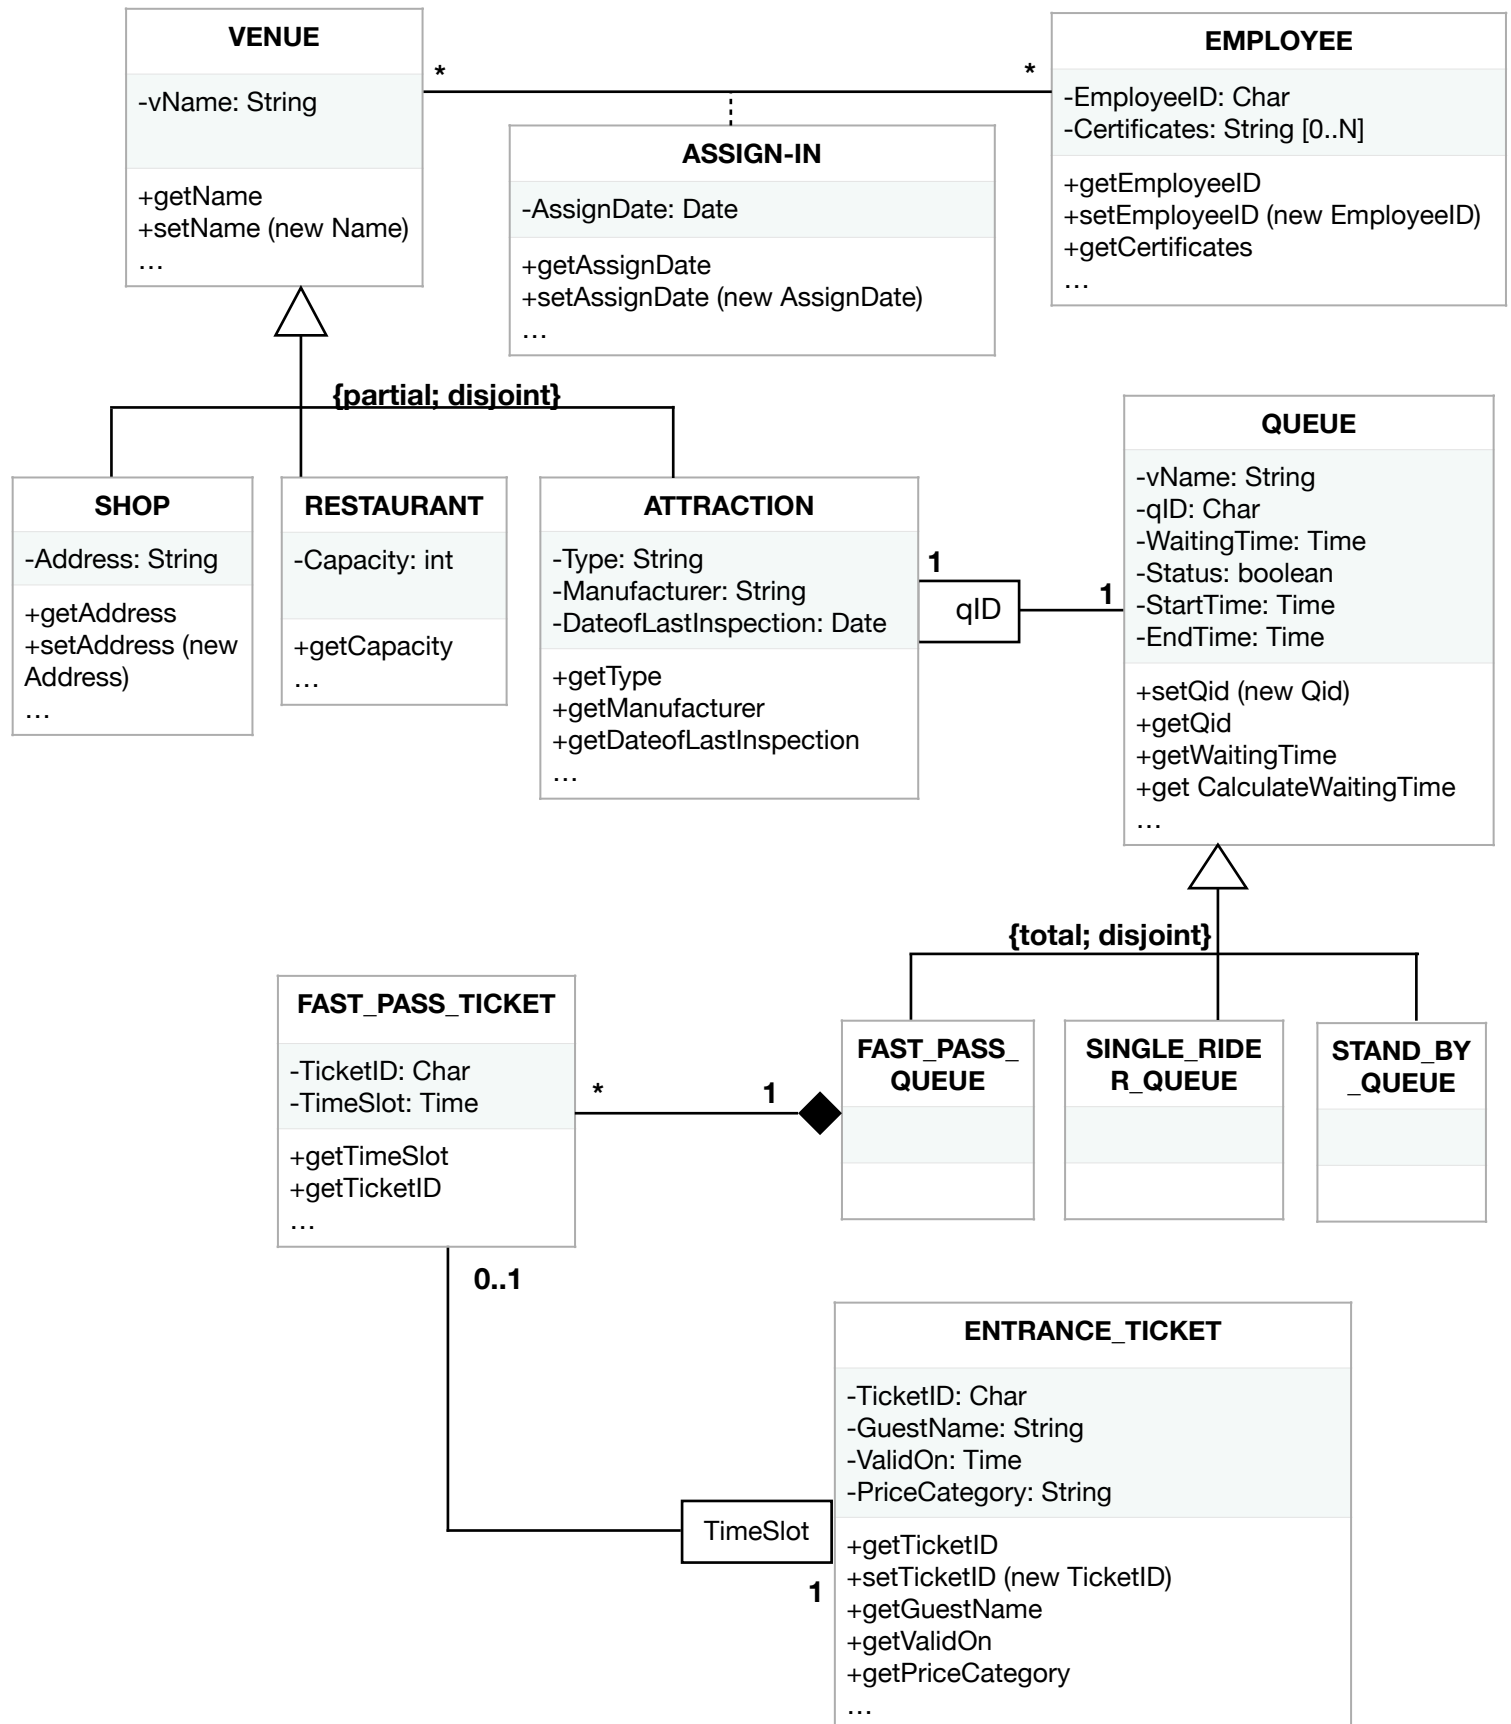 VENUE
-vName: String
+getName
+setName (new Name)
…
*
*
EMPLOYEE
-EmployeeID: Char
-Certificates: String [0..N]
+getEmployeeID
+setEmployeeID (new EmployeeID)
+getCertificates
…
ASSIGN-IN
-AssignDate: Date
+getAssignDate
+setAssignDate (new AssignDate)
…
{partial; disjoint}
SHOP
-Address: String
+getAddress
+setAddress (new
Address)
…
RESTAURANT
-Capacity: int
+getCapacity
…
ATTRACTION
-Type: String
-Manufacturer: String
-DateofLastInspection: Date
+getType
+getManufacturer
+getDateofLastInspection
…
1
qID
1
QUEUE
-vName: String
-qID: Char
-WaitingTime: Time
-Status: boolean
-StartTime: Time
-EndTime: Time
+setQid (new Qid)
+getQid
+getWaitingTime
+get CalculateWaitingTime
…
{total; disjoint}
FAST_PASS_TICKET
-TicketID: Char
-TimeSlot: Time
+getTimeSlot
+getTicketID
…
*
1
FAST_PASS_
QUEUE
SINGLE_RIDE
R_QUEUE
STAND_BY
_QUEUE
0..1
TimeSlot
1
ENTRANCE_TICKET
-TicketID: Char
-GuestName: String
-ValidOn: Time
-PriceCategory: String
+getTicketID
+setTicketID (new TicketID)
+getGuestName
+getValidOn
+getPriceCategory
…